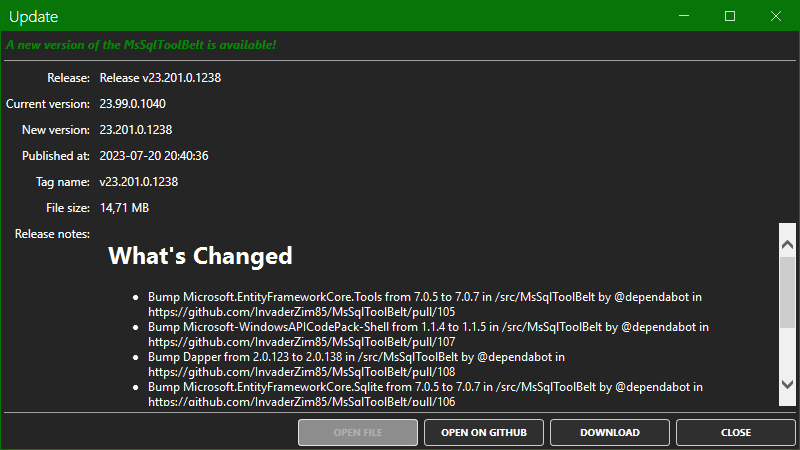 Update
A new version of the MsSqlToolBelt is available!
Release: Release v23.201.0.1238
Current version: 23.99.0.1040
New version: 23.201.0.1238
Published at: 2023-07-20 20:40:36
Tag name: v23.201.0.1238
File size: 14,71 MB
Release notes:
What's Changed
• Bump Microsoft.EntityFrameworkCore.Tools from 7.0.5 to 7.0.7 in /src/MsSqlToolBelt by @dependabot in
https://github.com/InvaderZim85/MsSqlToolBelt/pull/105
• Bump Microsoft-WindowsAPICodePack-Shell from 1.1.4 to 1.1.5 in /src/MsSqlToolBelt by @dependabot in
https://github.com/InvaderZim85/MsSqlToolBelt/pull/107
• Bump Dapper from 2.0.123 to 2.0.138 in /src/MsSqlToolBelt by @dependabot in
https://github.com/InvaderZim85/MsSqlToolBelt/pull/108
• Bump Microsoft.EntityFrameworkCore.Sqlite from 7.0.5 to 7.0.7 in /src/MsSqlToolBelt by @dependabot in
https://github.com/InvaderZim85/MsSqlToolBelt/pull/106
OPEN FILE OPEN ON GITHUB DOWNLOAD CLOSE